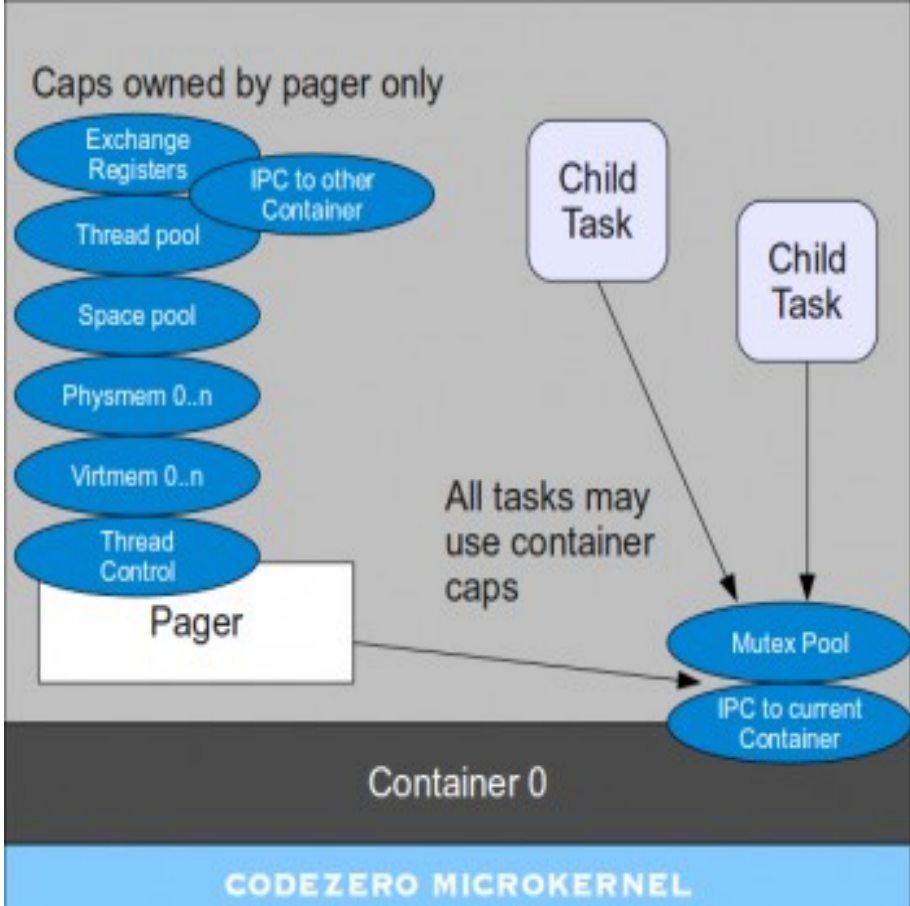 Caps owned by pager only
Exchange
Registers
IPC to other
Container
Thread pool
Space pool
Physmem 0..n
Virtmem 0..n
Thread
Control
Pager
Child
Task
Child
Task
All tasks may
use container
caps
Mutex Pool
IPC to current
Container
Container 0
CODEZERO MICROKERNEL